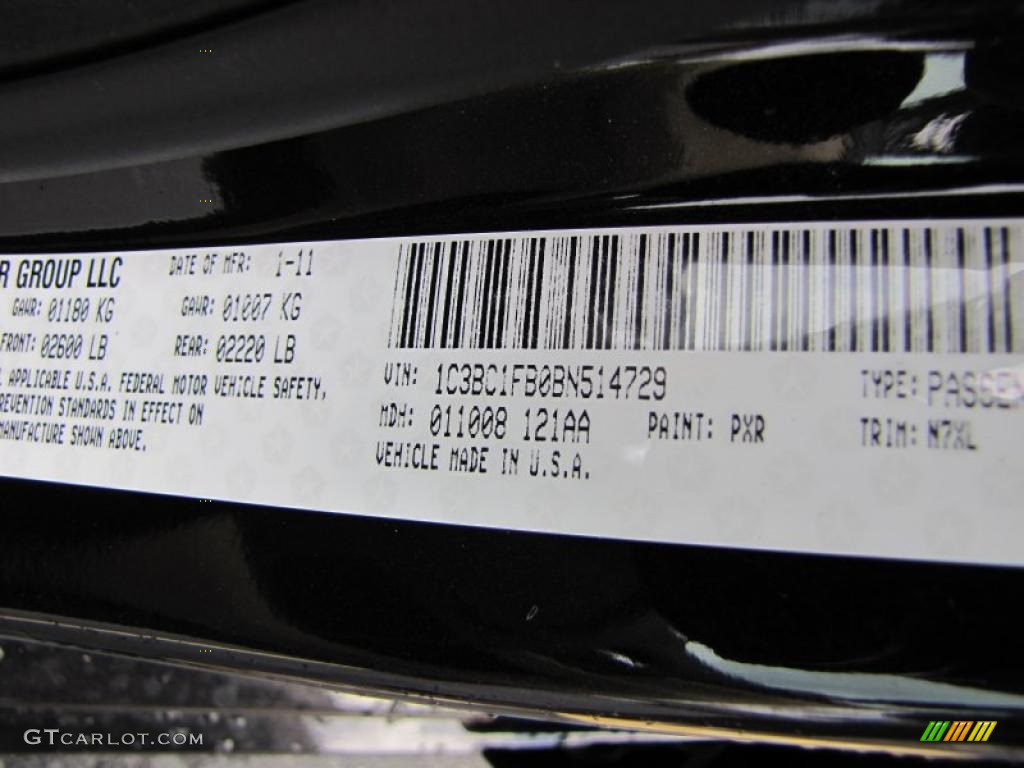 R GROUP LLC DATE OF MFR: 1-11
GAWR: 01180 KG GAWR: 01007 KG
FRONT: 02600 LB REAR: 02220 LB
APPLICABLE U.S.A. FEDERAL MOTOR VEHICLE SAFETY,
REVENTION STANDARDS IN EFFECT ON
MANUFACTURE SHOWN ABOVE.
VIN: 1C3BC1FB0BN514729 TYPE: PASSEN
MDH: 011008 121AA PAINT: PXR TRIM: N7XL
VEHICLE MADE IN U.S.A.
GTCARLOT.COM